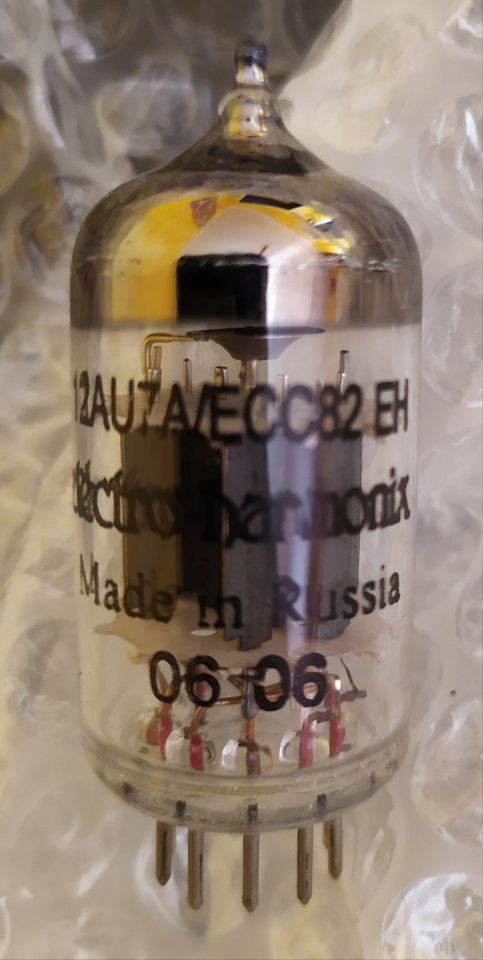 12AU7A/ECC82 EH
electro-harmonix
Made in Russia
06 06